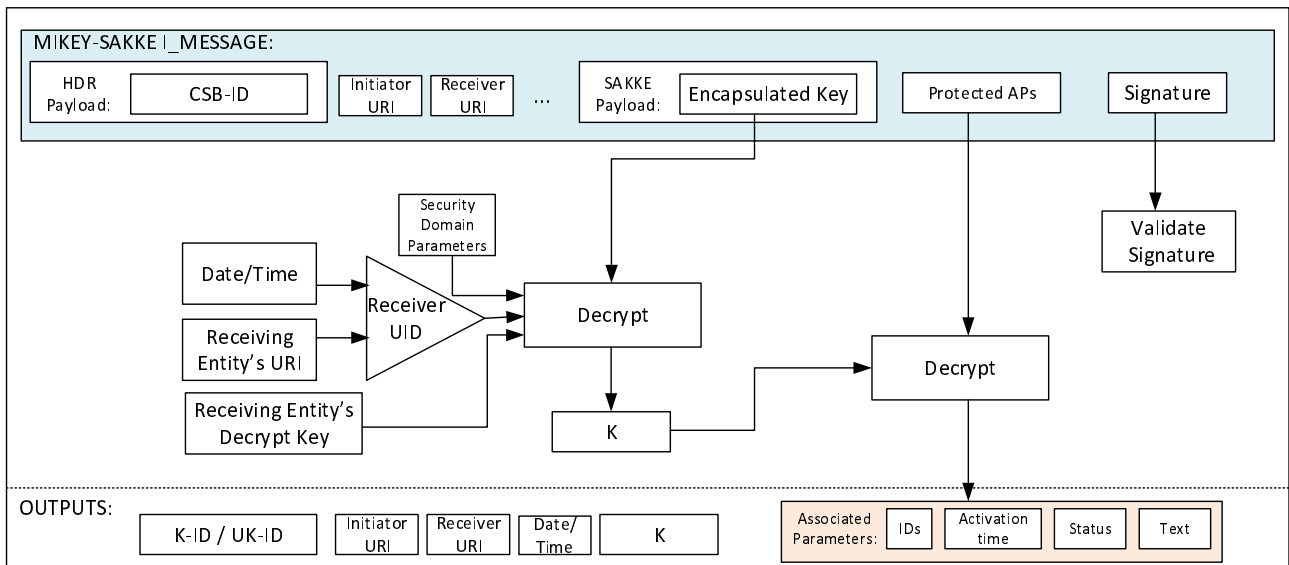 MIKEY-SAKKE I_MESSAGE:
HDR
Payload:
CSB-ID
Initiator
URI
Receiver
URI
...
SAKKE
Payload:
Encapsulated Key
Protected APs
Signature
Security
Domain
Parameters
Validate
Signature
Date/Time
Receiver
UID
Decrypt
Receiving
Entity’s URI
Decrypt
Receiving Entity’s
Decrypt Key
K
OUTPUTS:
K-ID / UK-ID
Initiator
URI
Receiver
URI
Date/
Time
K
Associated
Parameters:
IDs
Activation
time
Status
Text